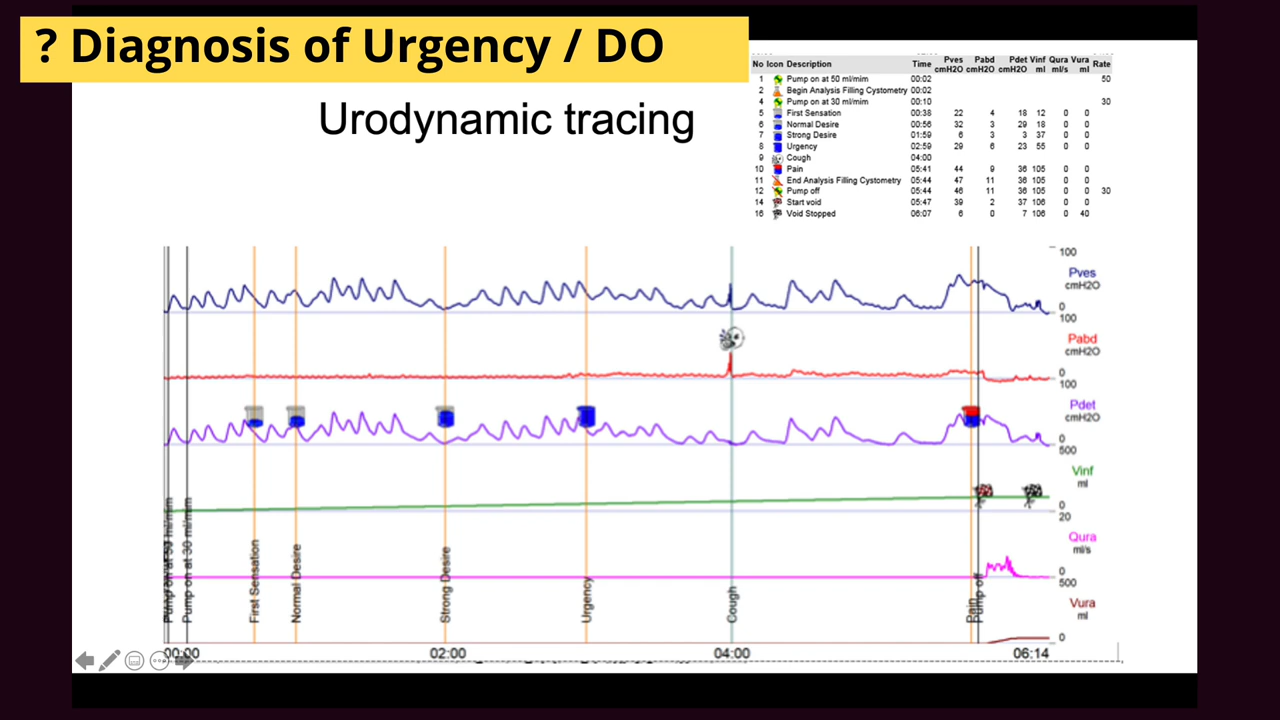 ? Diagnosis of Urgency / DO
Urodynamic tracing
No Icon Description Time Pves cmH2O Pabd cmH2O Pdet cmH2O Vinf ml Qura ml/s Vura ml Rate
1 Pump on at 50 ml/mim 00:02 50
2 Begin Analysis Filling Cystometry 00:02
4 Pump on at 30 ml/mim 00:10 30
5 First Sensation 00:38 22 4 18 12 0 0
6 Normal Desire 00:56 32 3 29 18 0 0
7 Strong Desire 01:59 6 3 3 37 0 0
8 Urgency 02:59 29 6 23 55 0 0
9 Cough 04:00
10 Pain 05:41 44 9 36 105 0 0
11 End Analysis Filling Cystometry 05:44 47 11 36 105 0 0
12 Pump off 05:44 46 11 36 105 0 0 30
14 Start void 05:47 39 2 37 106 0 0
16 Void Stopped 06:07 6 0 7 106 0 40
100
Pves
cmH2O
0
100
Pabd
cmH2O
0
100
Pdet
cmH2O
0
500
Vinf
ml
0
20
Qura
ml/s
0
500
Vura
ml
0
Pump on at 50 ml/mim
Pump on at 30 ml/mim
First Sensation
Normal Desire
Strong Desire
Urgency
Cough
Pain
Pump off
00:00 02:00 04:00 06:14